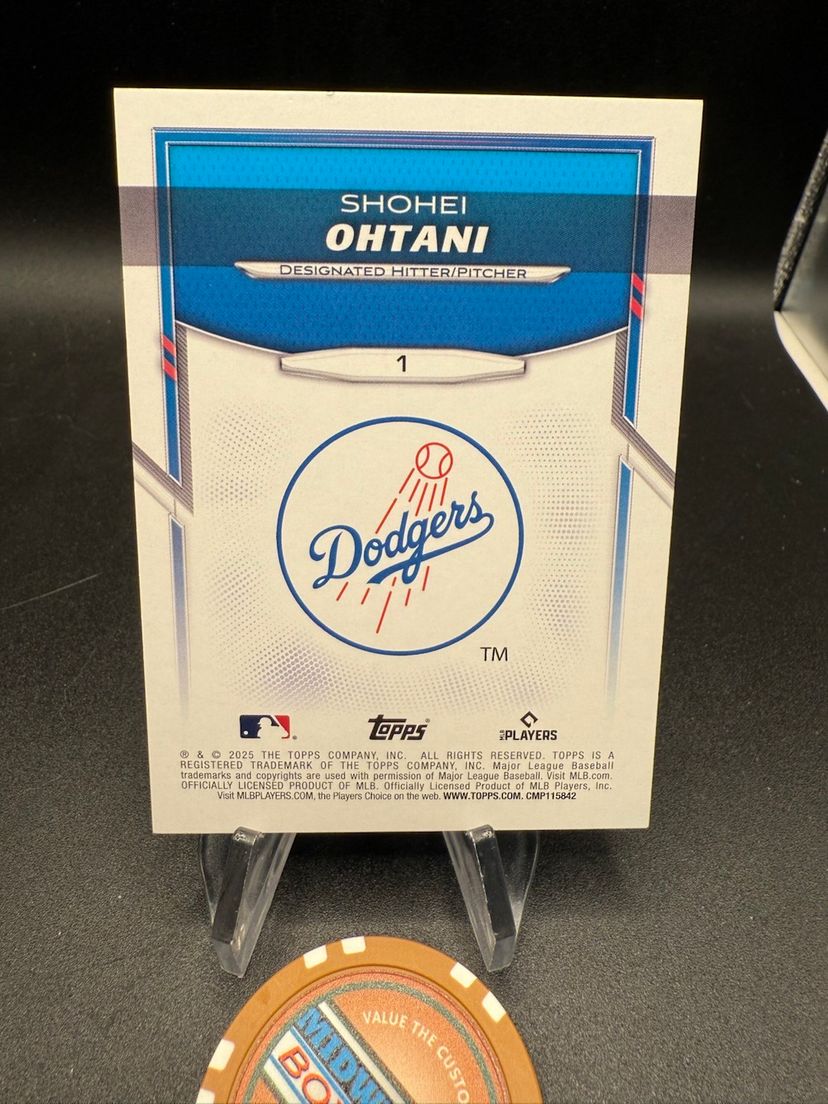 SHOHEI
OHTANI
DESIGNATED HITTER/PITCHER
1
Dodgers
TM
Topps® MLB PLAYERS
® & © 2025 THE TOPPS COMPANY, INC. ALL RIGHTS RESERVED. TOPPS IS A
REGISTERED TRADEMARK OF THE TOPPS COMPANY, INC. Major League Baseball
trademarks and copyrights are used with permission of Major League Baseball. Visit MLB.com.
OFFICIALLY LICENSED PRODUCT OF MLB. Officially Licensed Product of MLB Players, Inc.
Visit MLBPLAYERS.COM, the Players Choice on the web. WWW.TOPPS.COM. CMP115842
VALUE THE